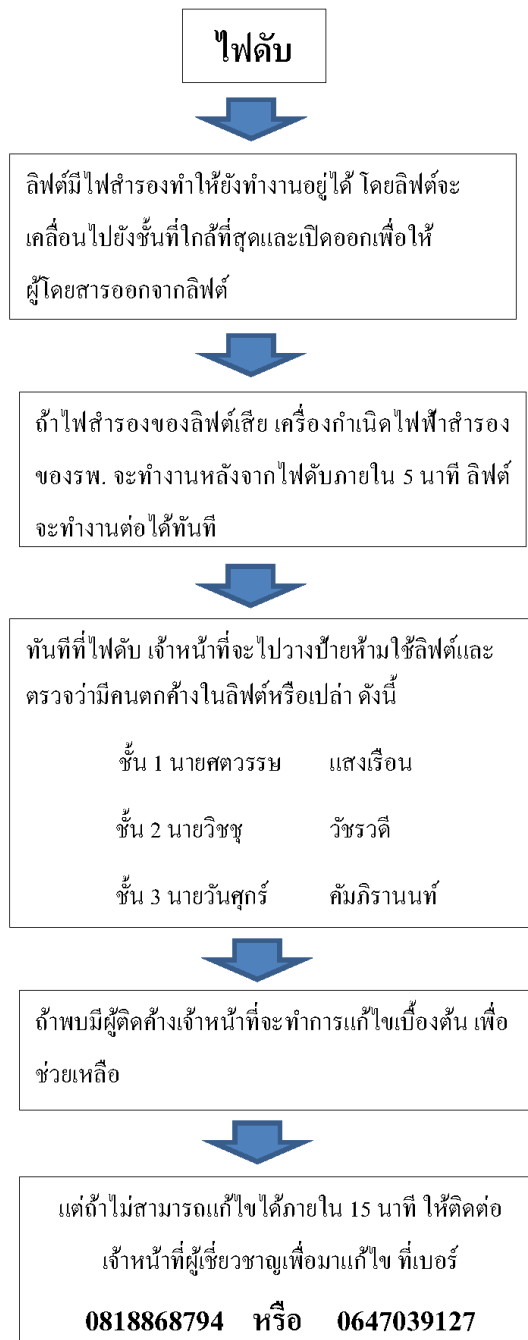 ไฟดับ
ลิฟต์มีไฟสำรองทำให้ยังทำงานอยู่ได้ โดยลิฟต์จะ
เคลื่อนไปยังชั้นที่ใกล้ที่สุดและเปิดออกเพื่อให้
ผู้โดยสารออกจากลิฟต์
ถ้าไฟสำรองของลิฟต์เสีย เครื่องกำเนิดไฟฟ้าสำรอง
ของรพ. จะทำงานหลังจากไฟดับภายใน 5 นาที ลิฟต์
จะทำงานต่อได้ทันที
ทันทีที่ไฟดับ เจ้าหน้าที่จะไปวางป้ายห้ามใช้ลิฟต์และ
ตรวจว่ามีคนตกค้างในลิฟต์หรือเปล่า ดังนี้
ชั้น 1 นายศตวรรษ แสงเรือน
ชั้น 2 นายวิชชุ วัชรวดี
ชั้น 3 นายวันศุกร์ คัมภิรานนท์
ถ้าพบมีผู้ติดค้างเจ้าหน้าที่จะทำการแก้ไขเบื้องต้น เพื่อ
ช่วยเหลือ
แต่ถ้าไม่สามารถแก้ไขได้ภายใน 15 นาที ให้ติดต่อ
เจ้าหน้าที่ผู้เชี่ยวชาญเพื่อมาแก้ไข ที่เบอร์
0818868794 หรือ 0647039127